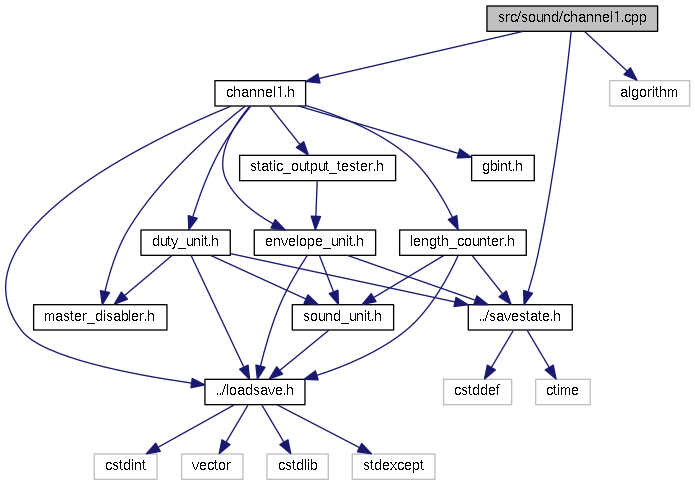 src/sound/channel1.cpp
channel1.h
algorithm
static_output_tester.h
gbint.h
duty_unit.h
envelope_unit.h
length_counter.h
master_disabler.h
sound_unit.h
../savestate.h
../loadsave.h
cstddef
ctime
cstdint
vector
cstdlib
stdexcept